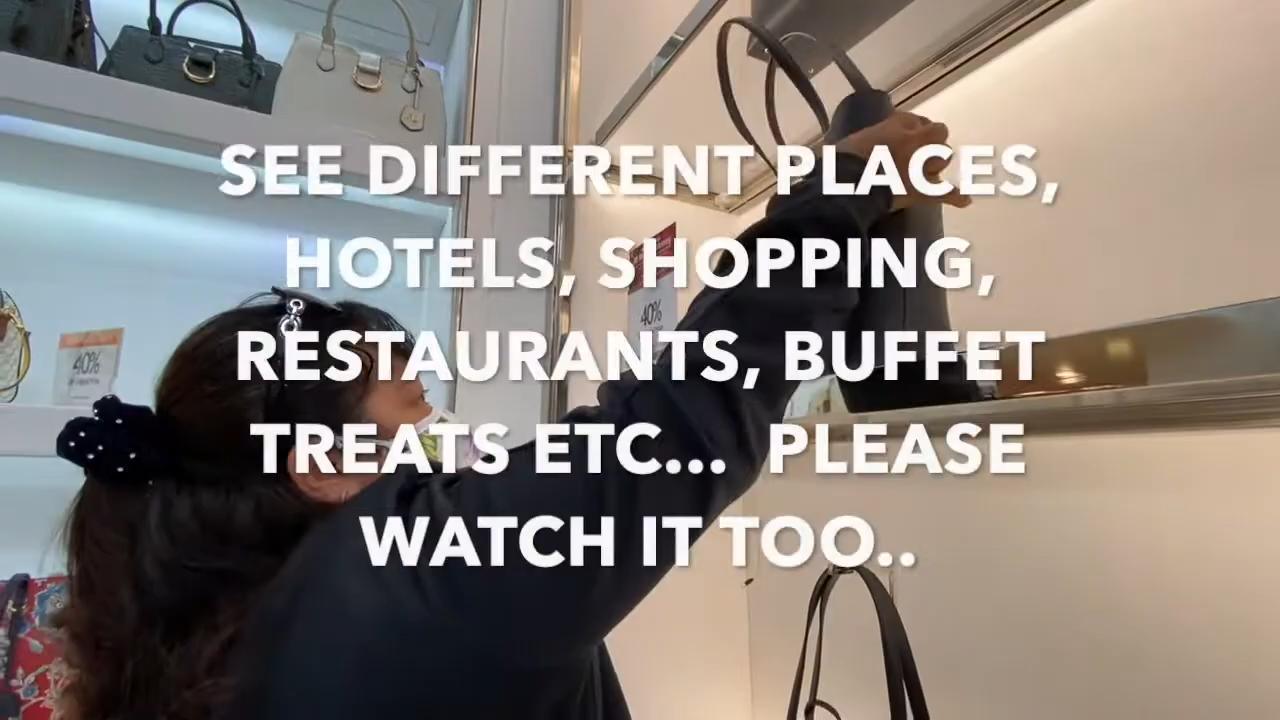 SEE DIFFERENT PLACES,
HOTELS, SHOPPING,
RESTAURANTS, BUFFET
TREATS ETC... PLEASE
WATCH IT TOO..
40%
40%